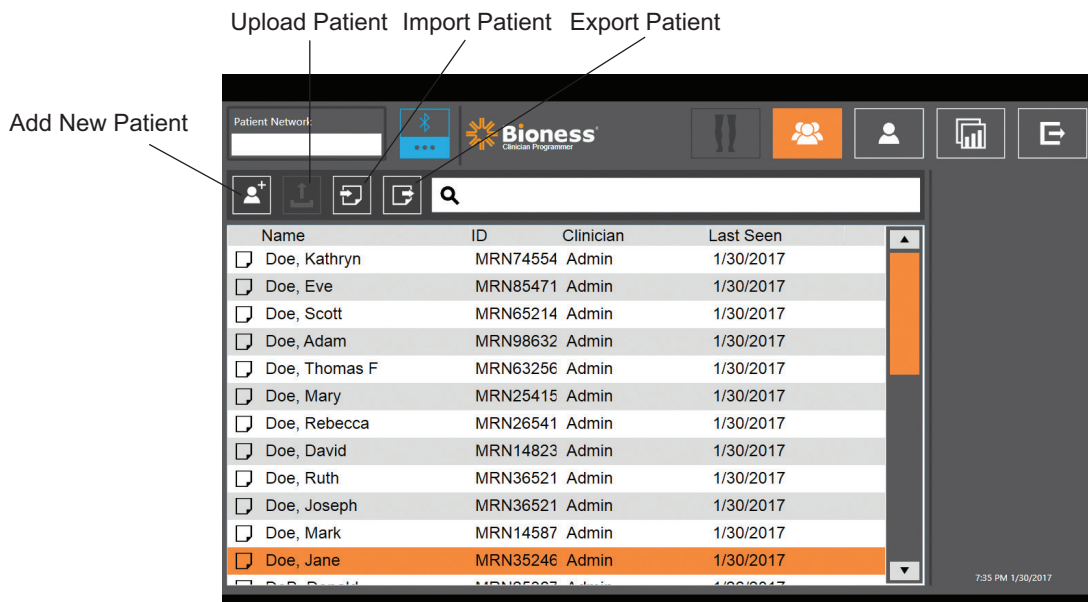 Upload Patient Import Patient Export Patient
Add New Patient
Patient Network:
Bioness
Clinician Programmer
Name ID Clinician Last Seen
Doe, Kathryn MRN74554 Admin 1/30/2017
Doe, Eve MRN85471 Admin 1/30/2017
Doe, Scott MRN65214 Admin 1/30/2017
Doe, Adam MRN98632 Admin 1/30/2017
Doe, Thomas F MRN63256 Admin 1/30/2017
Doe, Mary MRN25415 Admin 1/30/2017
Doe, Rebecca MRN26541 Admin 1/30/2017
Doe, David MRN14823 Admin 1/30/2017
Doe, Ruth MRN36521 Admin 1/30/2017
Doe, Joseph MRN36521 Admin 1/30/2017
Doe, Mark MRN14587 Admin 1/30/2017
Doe, Jane MRN35246 Admin 1/30/2017
7:35 PM 1/30/2017